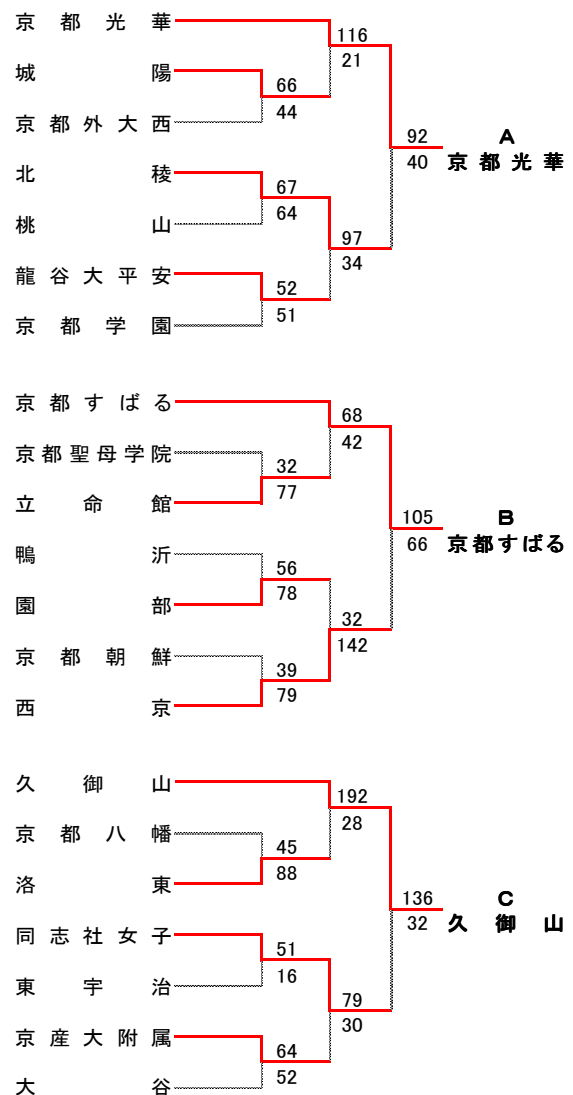 京都光華
116
21
城陽
66
44
京都外大西
92
40
A
京都光華
北稜
67
64
桃山
97
34
龍谷大平安
52
51
京都学園
京都すばる
68
42
京都聖母学院
32
77
立命館
105
66
B
京都すばる
鴨沂
56
78
園部
32
142
京都朝鮮
39
79
西京
久御山
192
28
京都八幡
45
88
洛東
136
32
C
久御山
同志社女子
51
16
東宇治
79
30
京産大附属
64
52
大谷